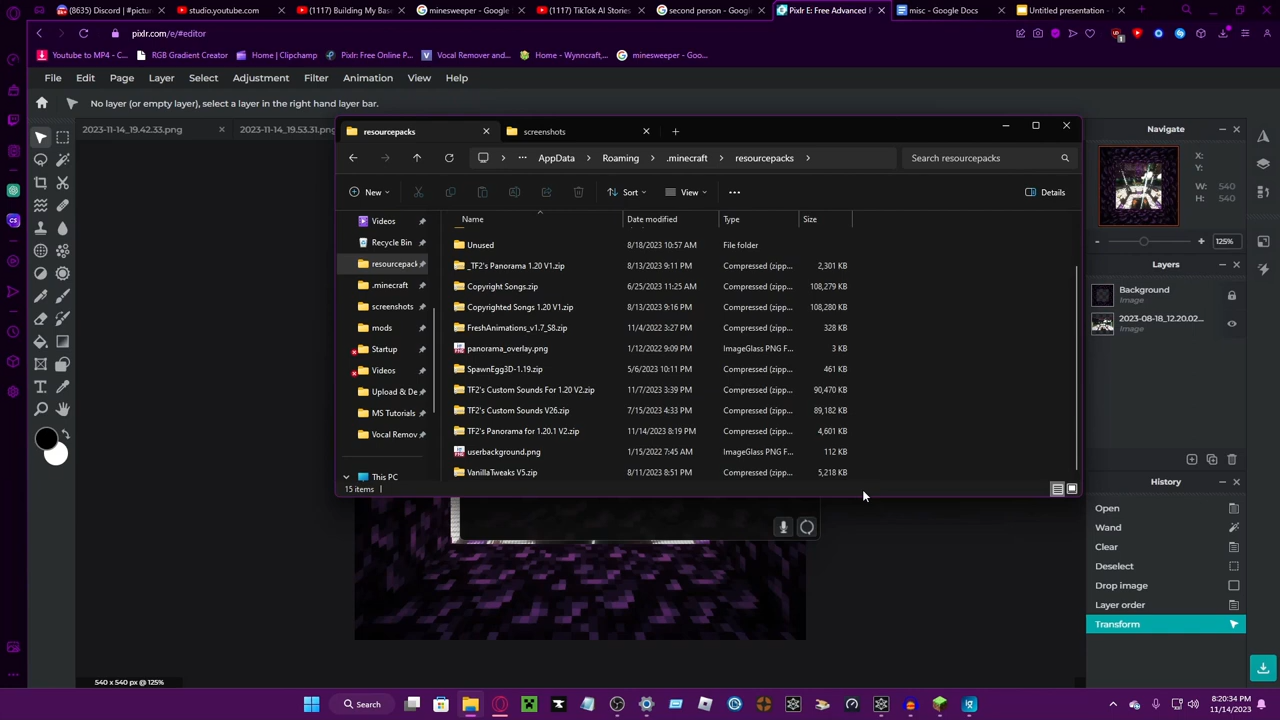 (8635) Discord | #pictur
studio.youtube.com
(1117) Building My Base
minesweeper - Google S
(1117) TikTok AI Stories
second person - Google
Pixlr E: Free Advanced P
misc - Google Docs
Untitled presentation -
pixlr.com/e/#editor
Youtube to MP4 - C...
RGB Gradient Creator
Home | Clipchamp
Free Online P...
Vocal Remover and...
Home - Wynncraft,...
minesweeper - Goo...
File Edit Page Layer Select Adjustment Filter Animation View Help
No layer (or empty layer), select a layer in the right hand layer bar.
2023-11-14_19.42.33.png
2023-11-14_19.53.31.png
resourcepacks
screenshots
Navigate
X:
Y:
W: 540
H: 540
125%
… AppData Roaming .minecraft resourcepacks
Search resourcepacks
New
Sort
View
Details
Videos
Recycle Bin
resourcepack
.minecraft
screenshots
mods
Startup
Videos
Upload & De
MS Tutorials
Vocal Remov
This PC
Name Date modified Type Size
Unused 8/18/2023 10:57 AM File folder
_TF2's Panorama 1.20 V1.zip 8/13/2023 9:11 PM Compressed (zipp... 2,301 KB
Copyright Songs.zip 6/25/2023 11:25 AM Compressed (zipp... 108,279 KB
Copyrighted Songs 1.20 V1.zip 8/13/2023 9:16 PM Compressed (zipp... 108,280 KB
FreshAnimations_v1.7_S8.zip 11/4/2022 3:27 PM Compressed (zipp... 328 KB
panorama_overlay.png 1/12/2022 9:09 PM ImageGlass PNG F... 3 KB
SpawnEgg3D-1.19.zip 5/6/2023 10:11 PM Compressed (zipp... 461 KB
TF2's Custom Sounds For 1.20 V2.zip 11/7/2023 3:39 PM Compressed (zipp... 90,470 KB
TF2's Custom Sounds V26.zip 7/15/2023 4:33 PM Compressed (zipp... 89,182 KB
TF2's Panorama for 1.20.1 V2.zip 11/14/2023 8:19 PM Compressed (zipp... 4,601 KB
userbackground.png 1/15/2022 7:45 AM ImageGlass PNG F... 112 KB
VanillaTweaks V5.zip 8/11/2023 8:51 PM Compressed (zipp... 5,218 KB
15 items
Layers
Background
Image
2023-08-18_12.20.02...
Image
History
Open
Wand
Clear
Deselect
Drop image
Layer order
Transform
540 x 540 px @ 125%
Search
8:20:34 PM
11/14/2023